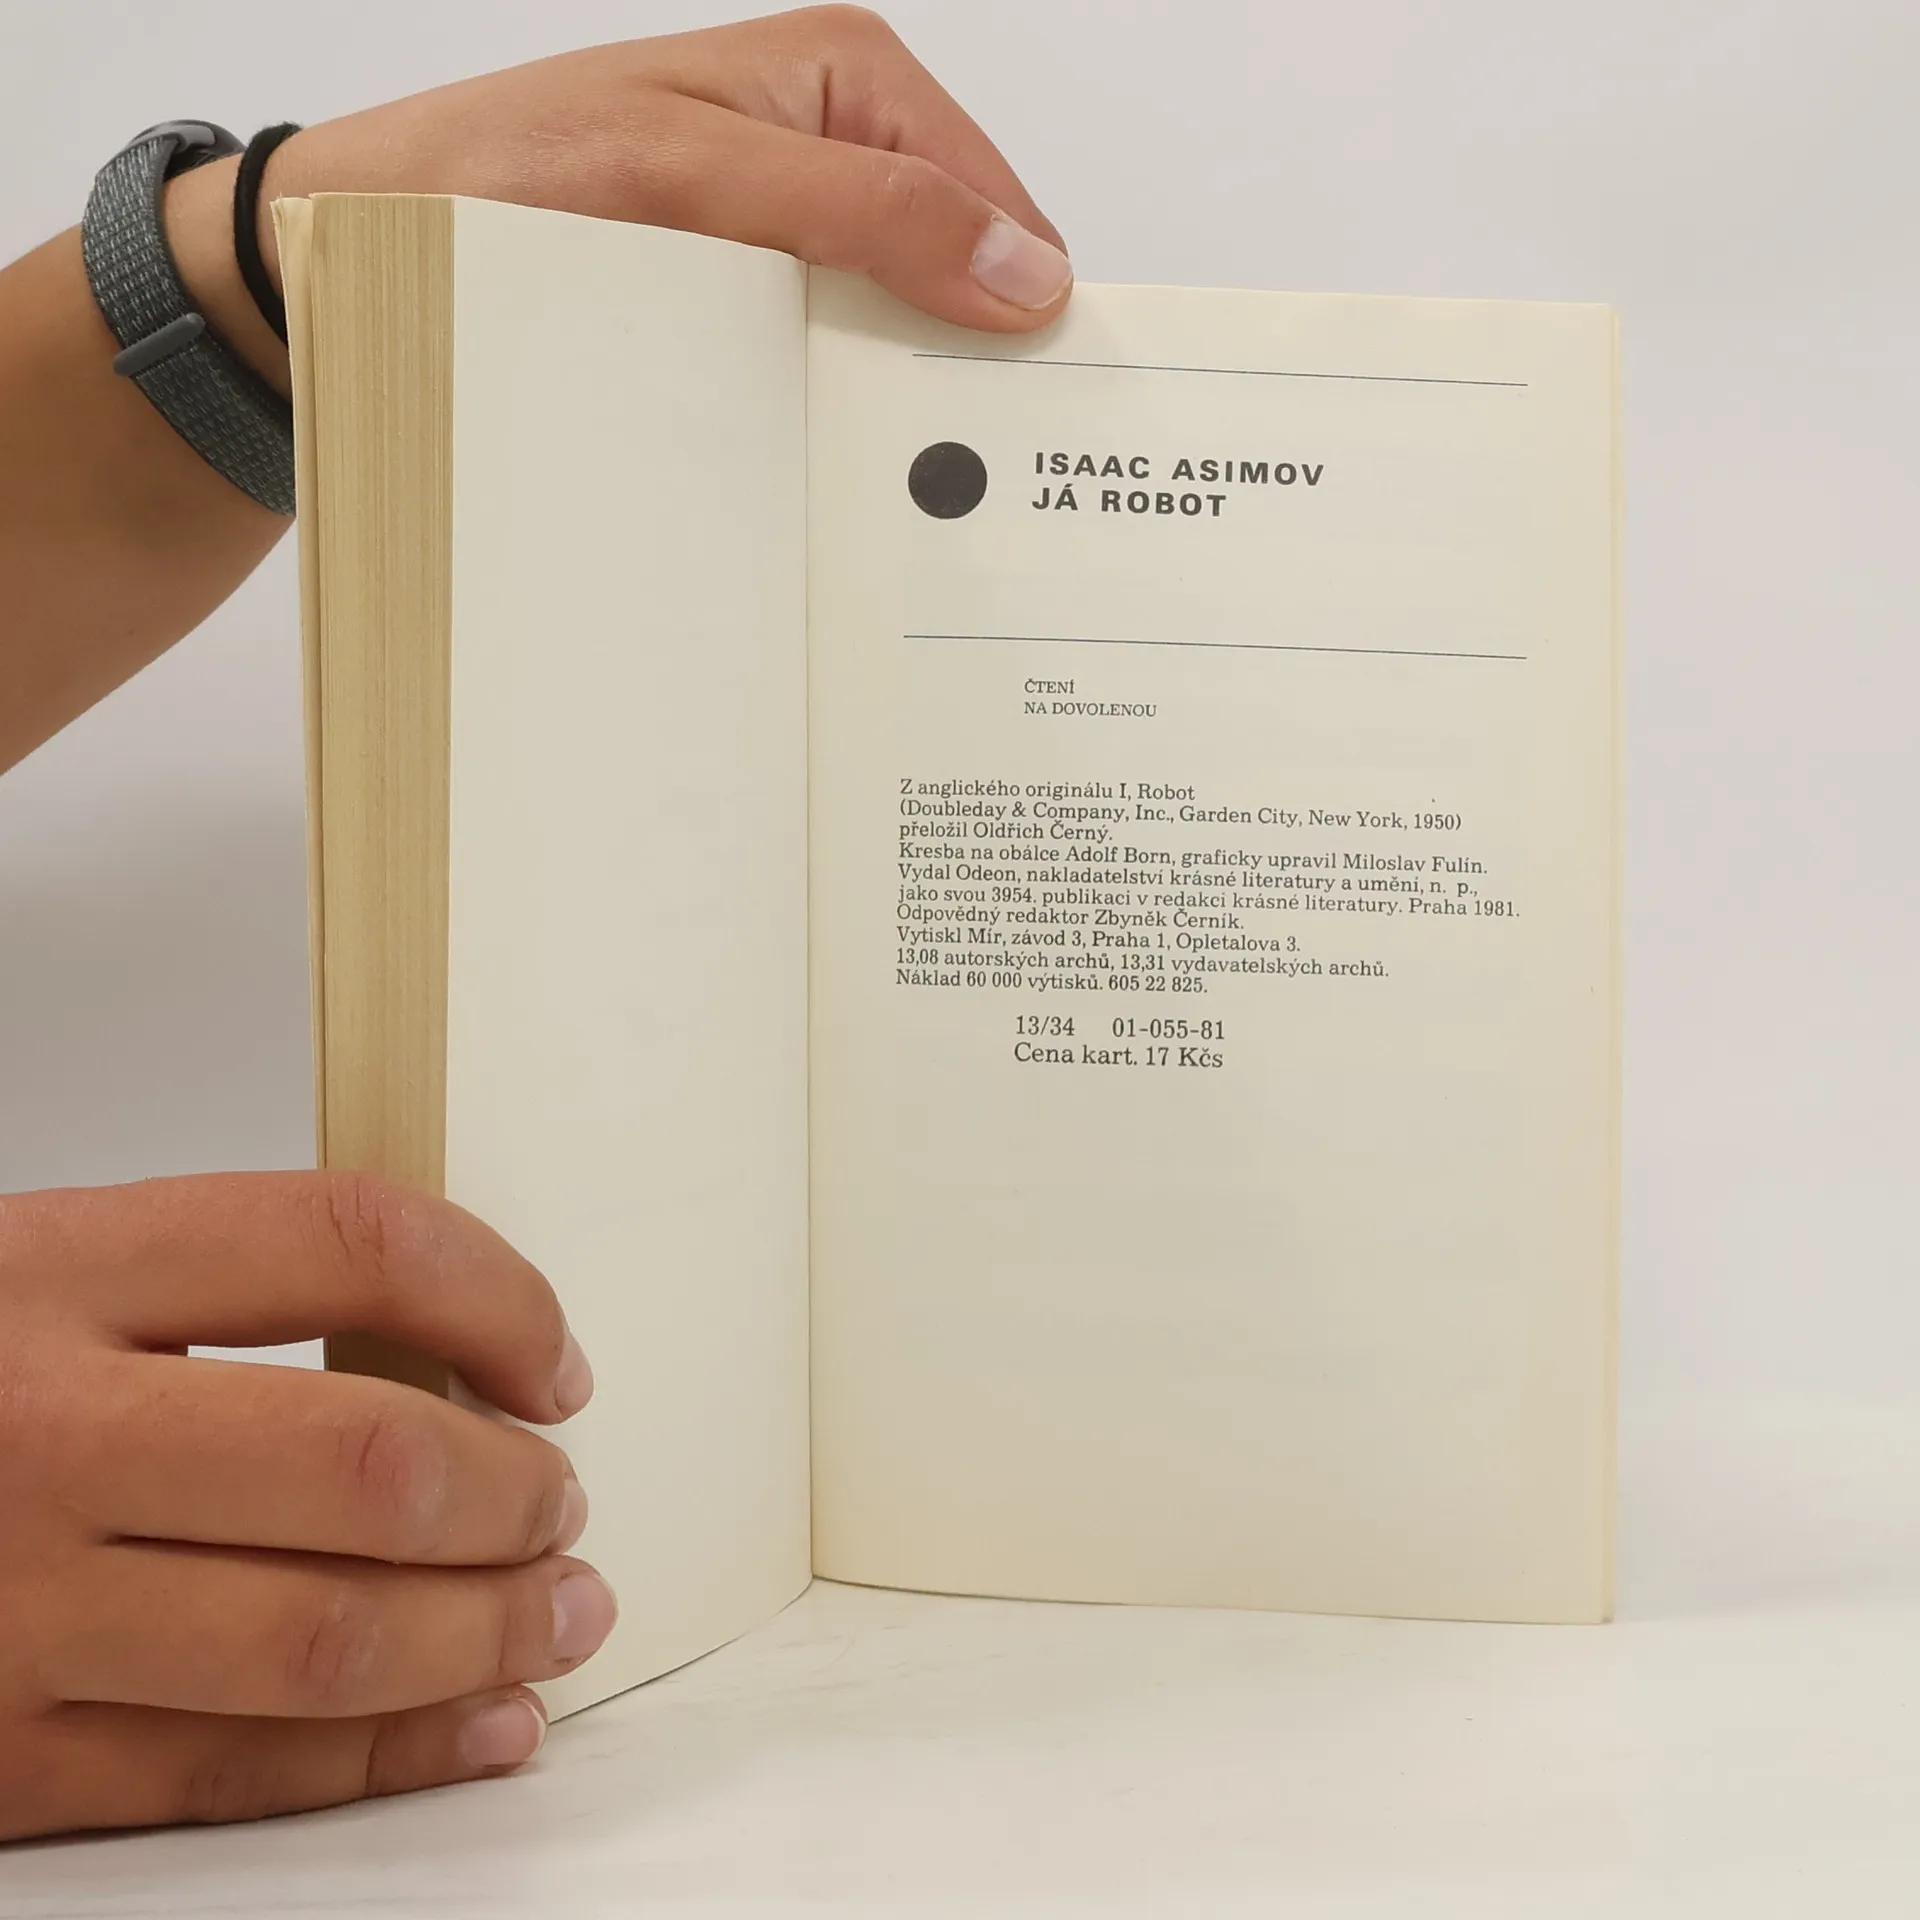 ISAAC ASIMOV
JÁ ROBOT
ČTENÍ
NA DOVOLENOU
Z anglického originálu I, Robot
(Doubleday & Company, Inc., Garden City, New York, 1950)
přeložil Oldřich Černý.
Kresba na obálce Adolf Born, graficky upravil Miloslav Fulín.
Vydal Odeon, nakladatelství krásné literatury a umění, n. p.,
jako svou 3954. publikaci v redakci krásné literatury. Praha 1981.
Odpovědný redaktor Zbyněk Černík.
Vytiskl Mír, závod 3, Praha 1, Opletalova 3.
13,08 autorských archů, 13,31 vydavatelských archů.
Náklad 60 000 výtisků. 605 22 825.
13/34 01-055-81
Cena kart. 17 Kčs